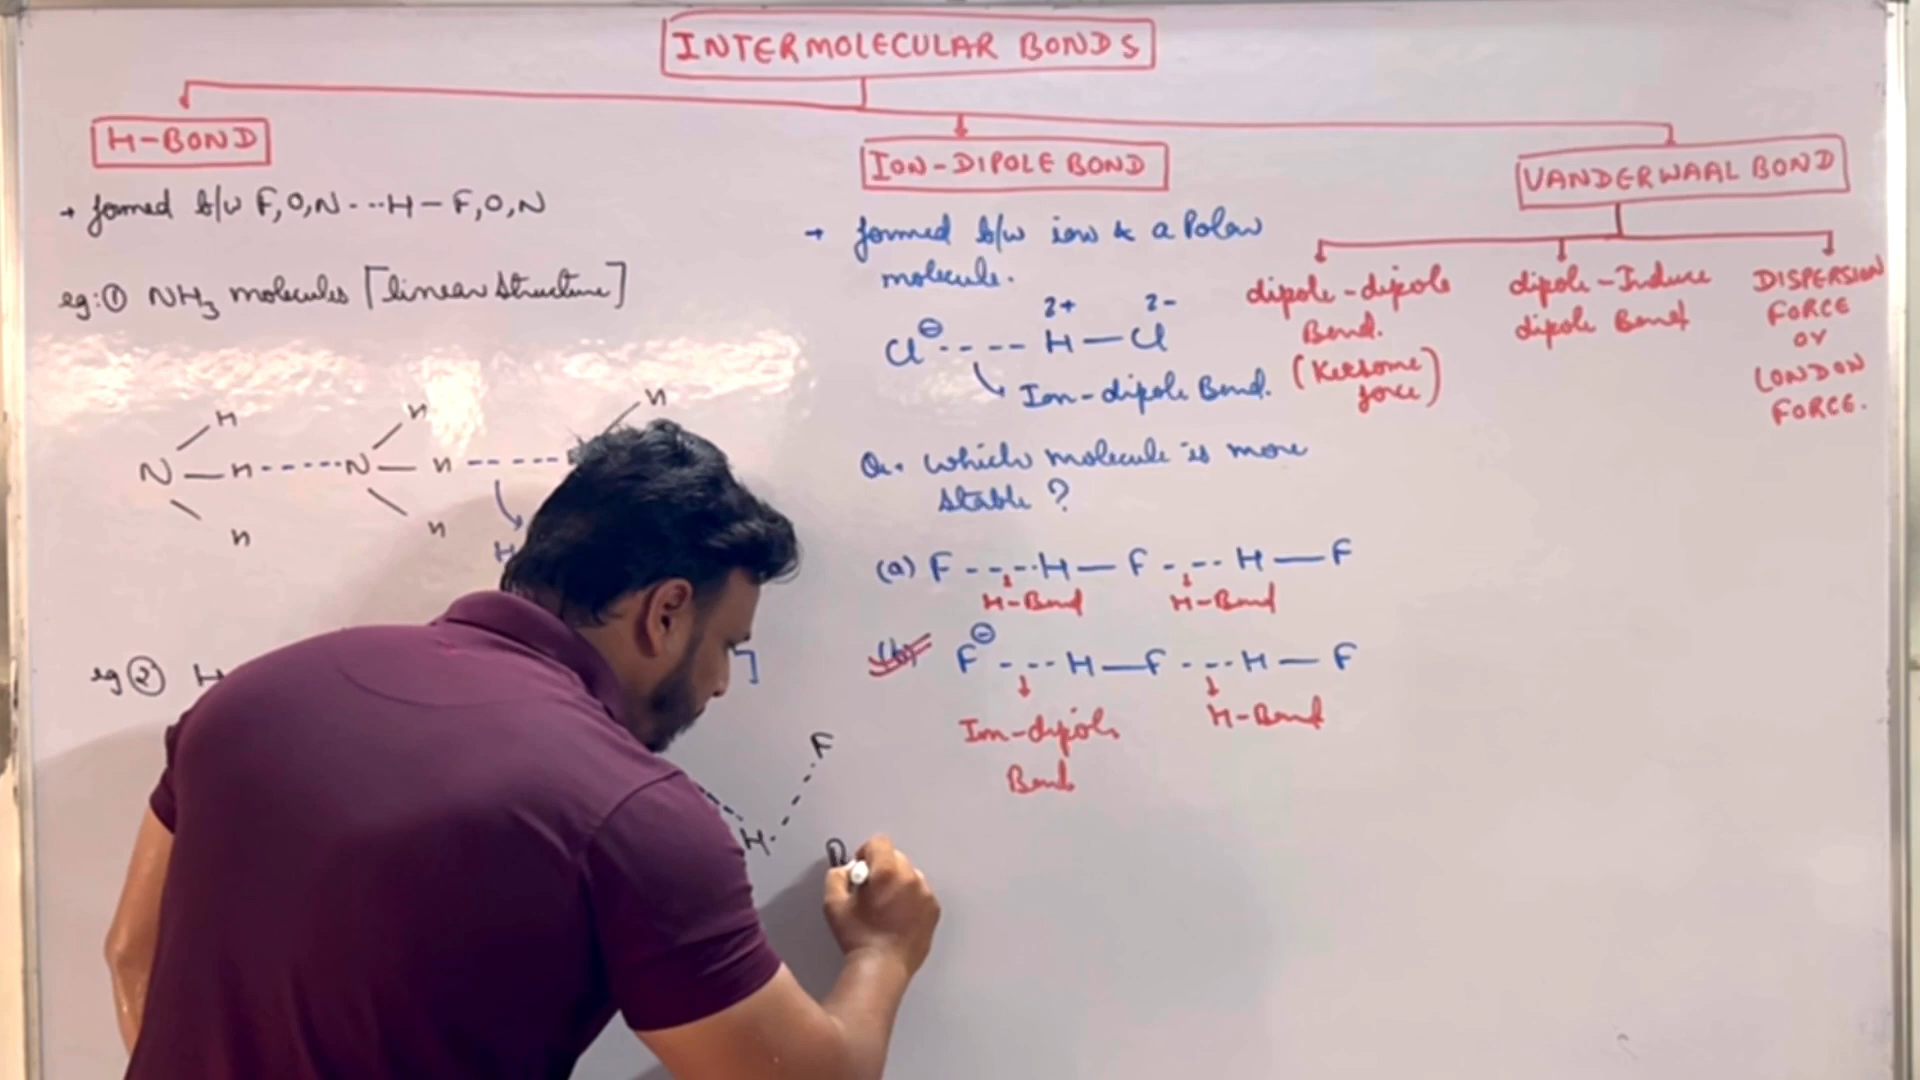 INTERMOLECULAR BONDS
H-BOND
→ formed b/w F,O,N---H-F,O,N
eg:① NH3 molecules [linear structure]
H H H
N — H - - - - - N — H - - - - -
H H
H
eg ② H ]
F
H
ION-DIPOLE BOND
→ formed b/w ion & a Polar
molecule.
δ+ δ-
Cl⊖ - - - - H — Cl
Ion-dipole Bond.
Q. Which molecule is more
stable ?
(a) F - - - - H — F - - - - H — F
H-Bond H-Bond
(b) F⊖ - - - - H — F - - - - H — F
Ion-dipole H-Bond
Bond
VANDERWAAL BOND
dipole-dipole
Bond.
(Keesome
force)
dipole-Induce
dipole Bond
DISPERSION
FORCE
or
LONDON
FORCE.